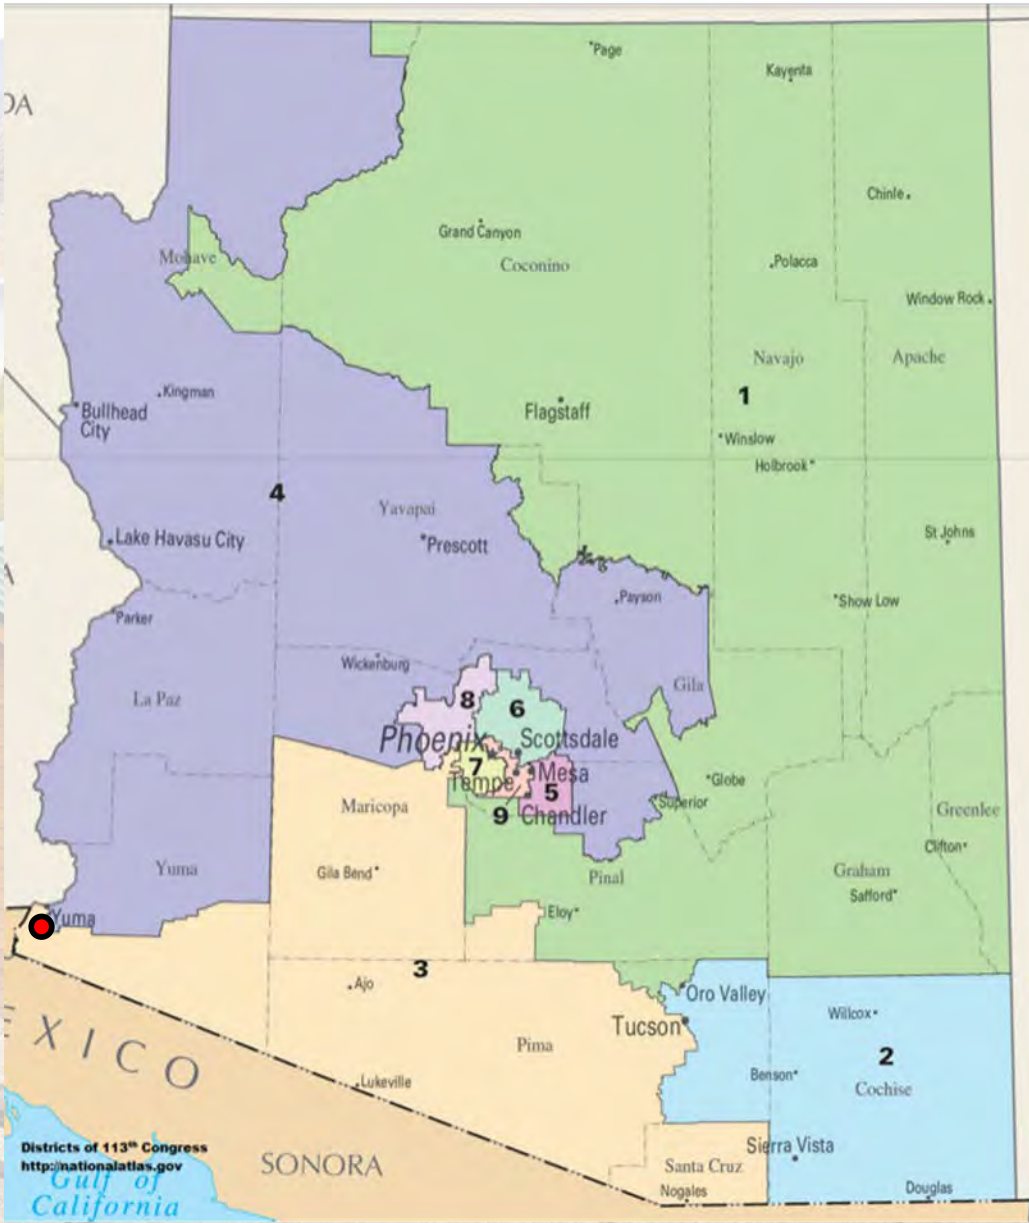 DA
Page
Kayenta
Chinle
Grand Canyon
Mohave
Coconino
Polacca
Window Rock
Navajo
Apache
1
Kingman
Bullhead
City
Flagstaff
Winslow
Holbrook
4
Yavapai
Lake Havasu City
Prescott
St Johns
A
Payson
Show Low
Parker
Wickenburg
La Paz
Gila
8
6
Phoenix
Scottsdale
7
Tempe
Mesa
5
Globe
Maricopa
Superior
Greenlee
9
Chandler
Clifton
Yuma
Gila Bend
Pinal
Graham
Safford
Yuma
Eloy
3
Ajo
Oro Valley
Willcox
Tucson
EXICO
Pima
2
Benson
Cochise
Lukeville
Districts of 113th Congress
http://nationalatlas.gov
SONORA
Sierra Vista
Santa Cruz
Gulf of
California
Nogales
Douglas